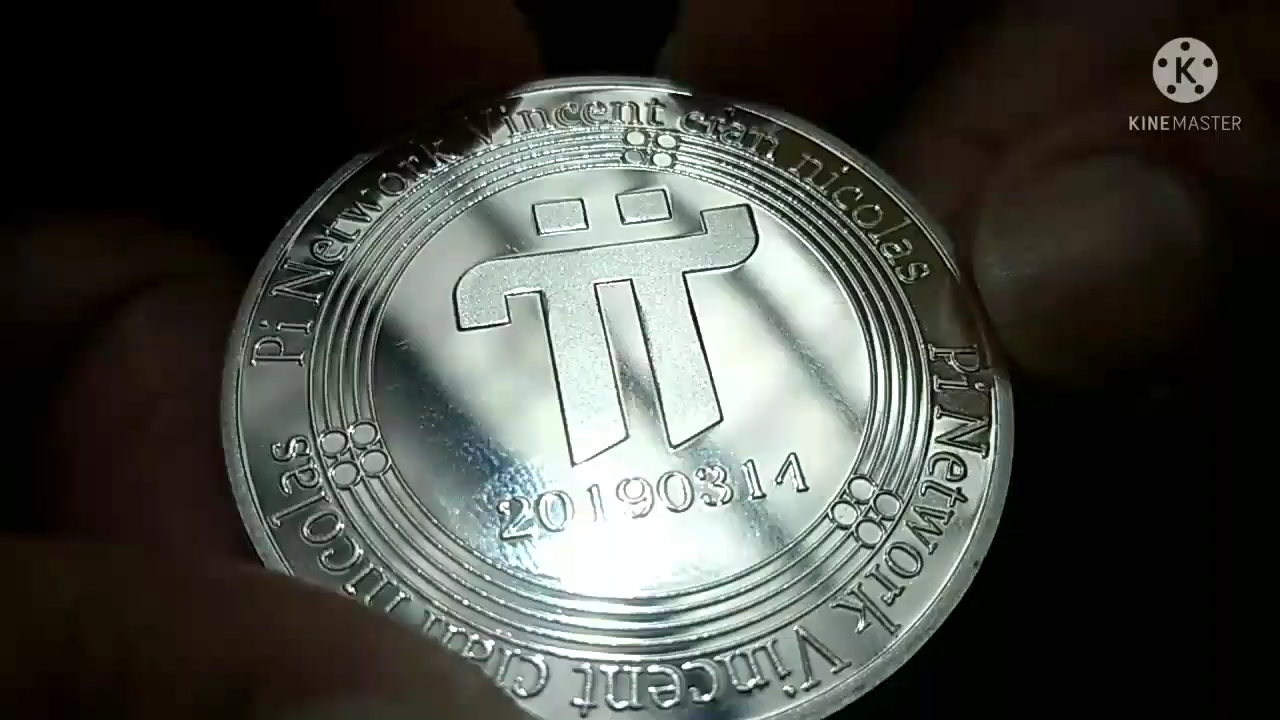 Pi Network Vincent cian nicolas
Pi Network Vincent cian nicolas
20190314
K
KINEMASTER